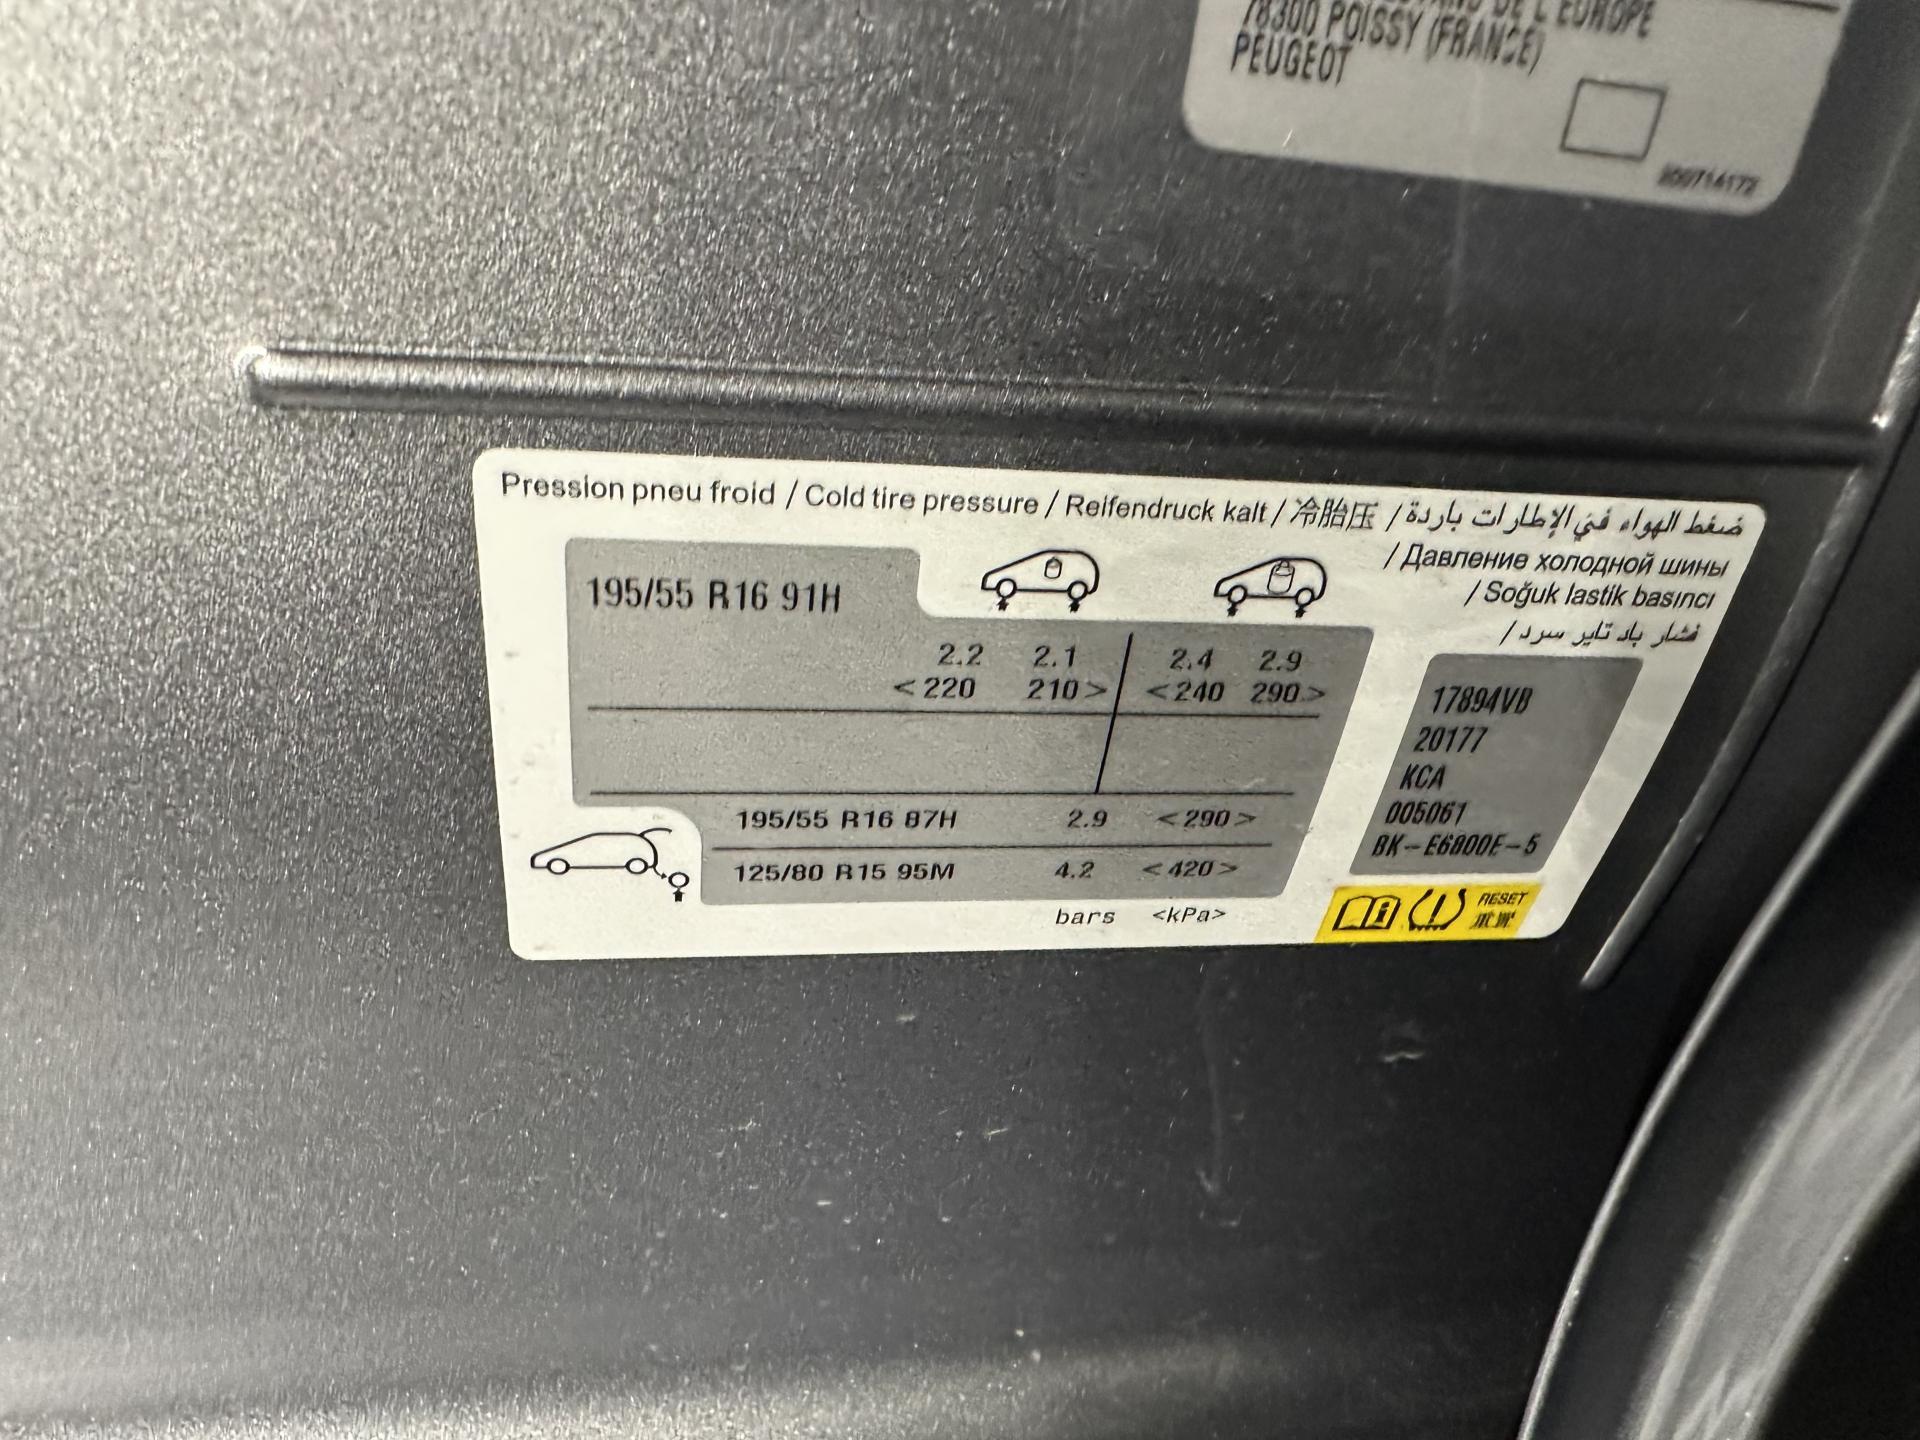 DE L'EUROPE
78300 POISSY (FRANCE)
PEUGEOT
Pression pneu froid / Cold tire pressure / Reifendruck kalt / 冷胎压 / ضغط الهواء في الإطارات باردة
/ Давление холодной шины
/ Soğuk lastik basıncı
/ فشار باد تایر سرد
195/55 R16 91H
2.2 2.1 2.4 2.9
<220 210> <240 290>
195/55 R16 87H 2.9 <290>
125/80 R15 95M 4.2 <420>
bars <kPa>
17894VB
20177
KCA
005061
BK-E6800E-5
RESET